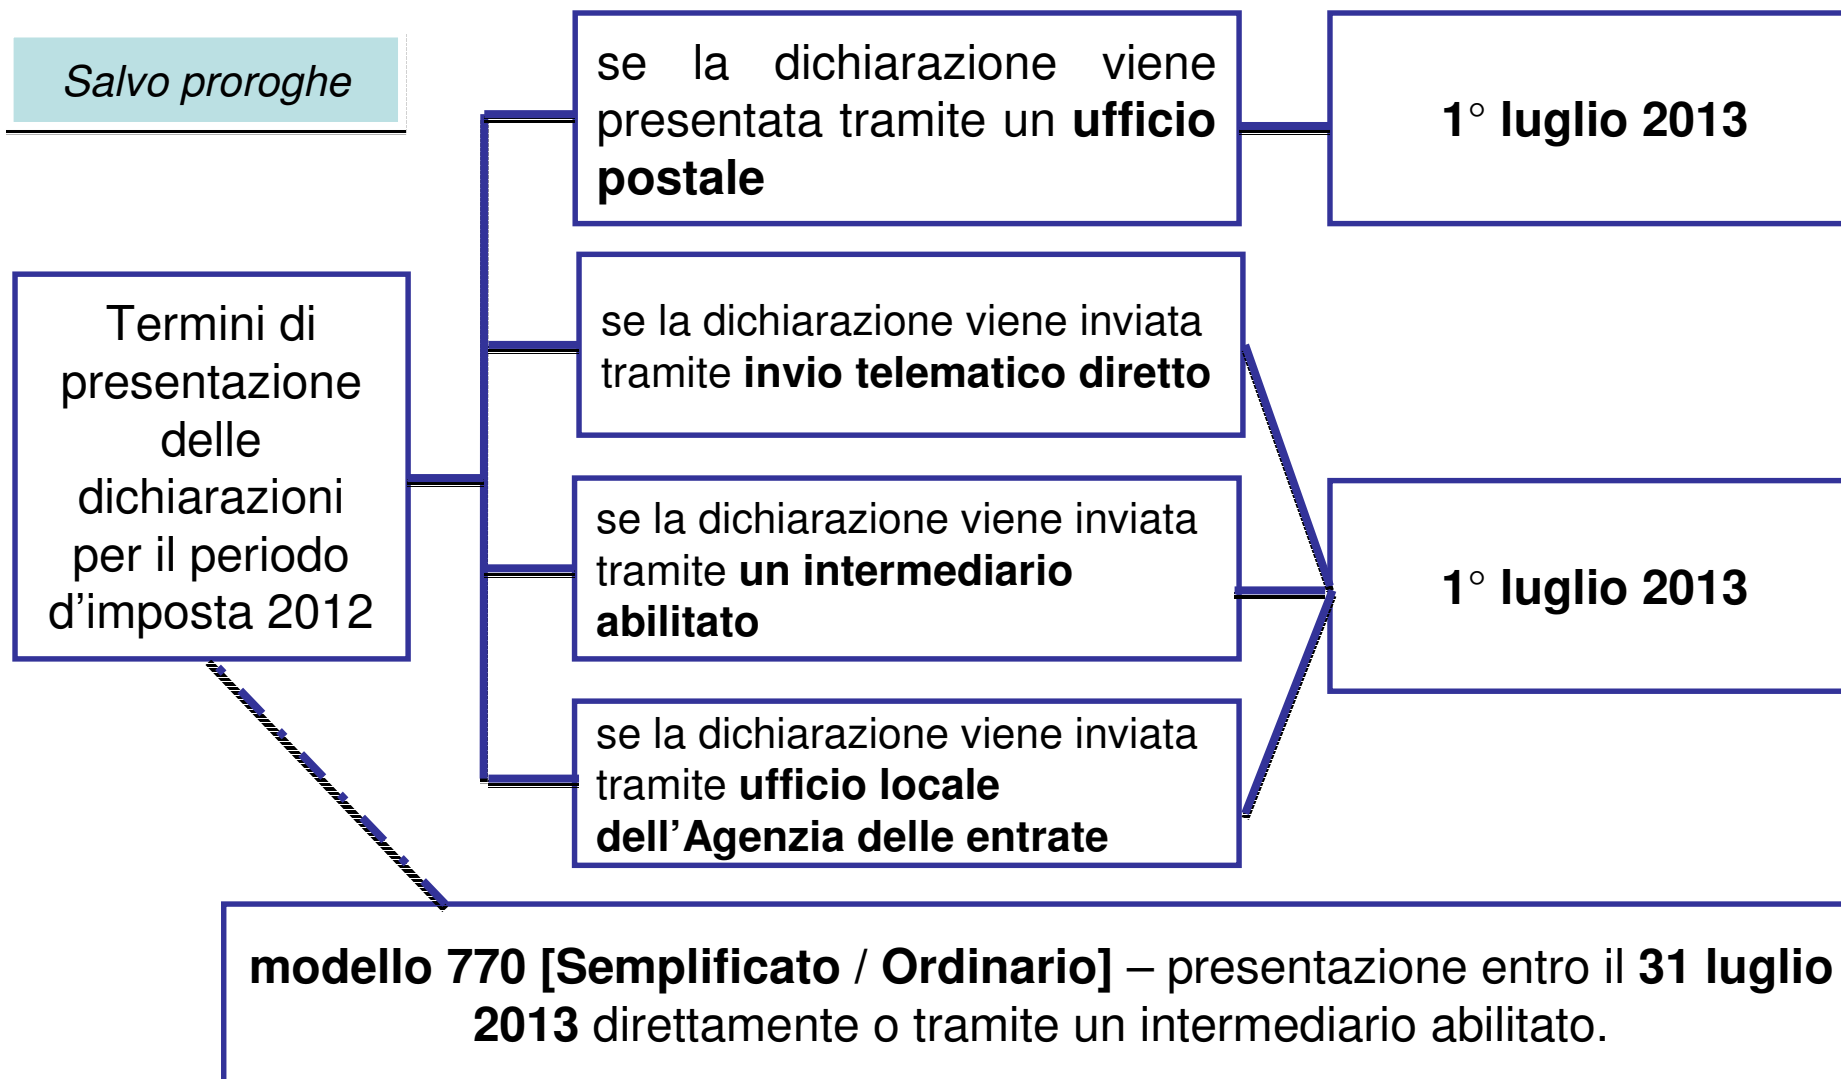 Salvo proroghe
se la dichiarazione viene
presentata tramite un ufficio
postale
1° luglio 2013
Termini di
presentazione
delle
dichiarazioni
per il periodo
d’imposta 2012
se la dichiarazione viene inviata
tramite invio telematico diretto
se la dichiarazione viene inviata
tramite un intermediario
abilitato
1° luglio 2013
se la dichiarazione viene inviata
tramite ufficio locale
dell’Agenzia delle entrate
modello 770 [Semplificato / Ordinario] – presentazione entro il 31 luglio
2013 direttamente o tramite un intermediario abilitato.